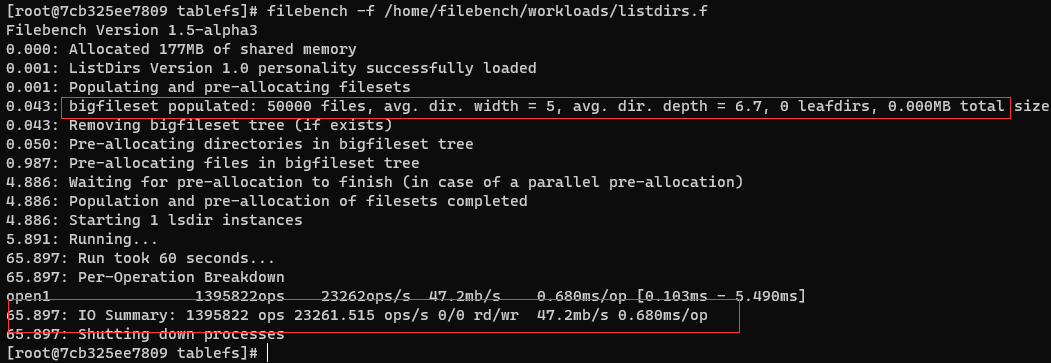 [root@7cb325ee7809 tablefs]# filebench -f /home/filebench/workloads/listdirs.f
Filebench Version 1.5-alpha3
0.000: Allocated 177MB of shared memory
0.001: ListDirs Version 1.0 personality successfully loaded
0.001: Populating and pre-allocating filesets
0.043: bigfileset populated: 50000 files, avg. dir. width = 5, avg. dir. depth = 6.7, 0 leafdirs, 0.000MB total size
0.043: Removing bigfileset tree (if exists)
0.050: Pre-allocating directories in bigfileset tree
0.987: Pre-allocating files in bigfileset tree
4.886: Waiting for pre-allocation to finish (in case of a parallel pre-allocation)
4.886: Population and pre-allocation of filesets completed
4.886: Starting 1 lsdir instances
5.891: Running...
65.897: Run took 60 seconds...
65.897: Per-Operation Breakdown
open1                1395822ops    23262ops/s  47.2mb/s    0.680ms/op [0.103ms - 5.490ms]
65.897: IO Summary: 1395822 ops 23261.515 ops/s 0/0 rd/wr  47.2mb/s 0.680ms/op
65.897: Shutting down processes
[root@7cb325ee7809 tablefs]#